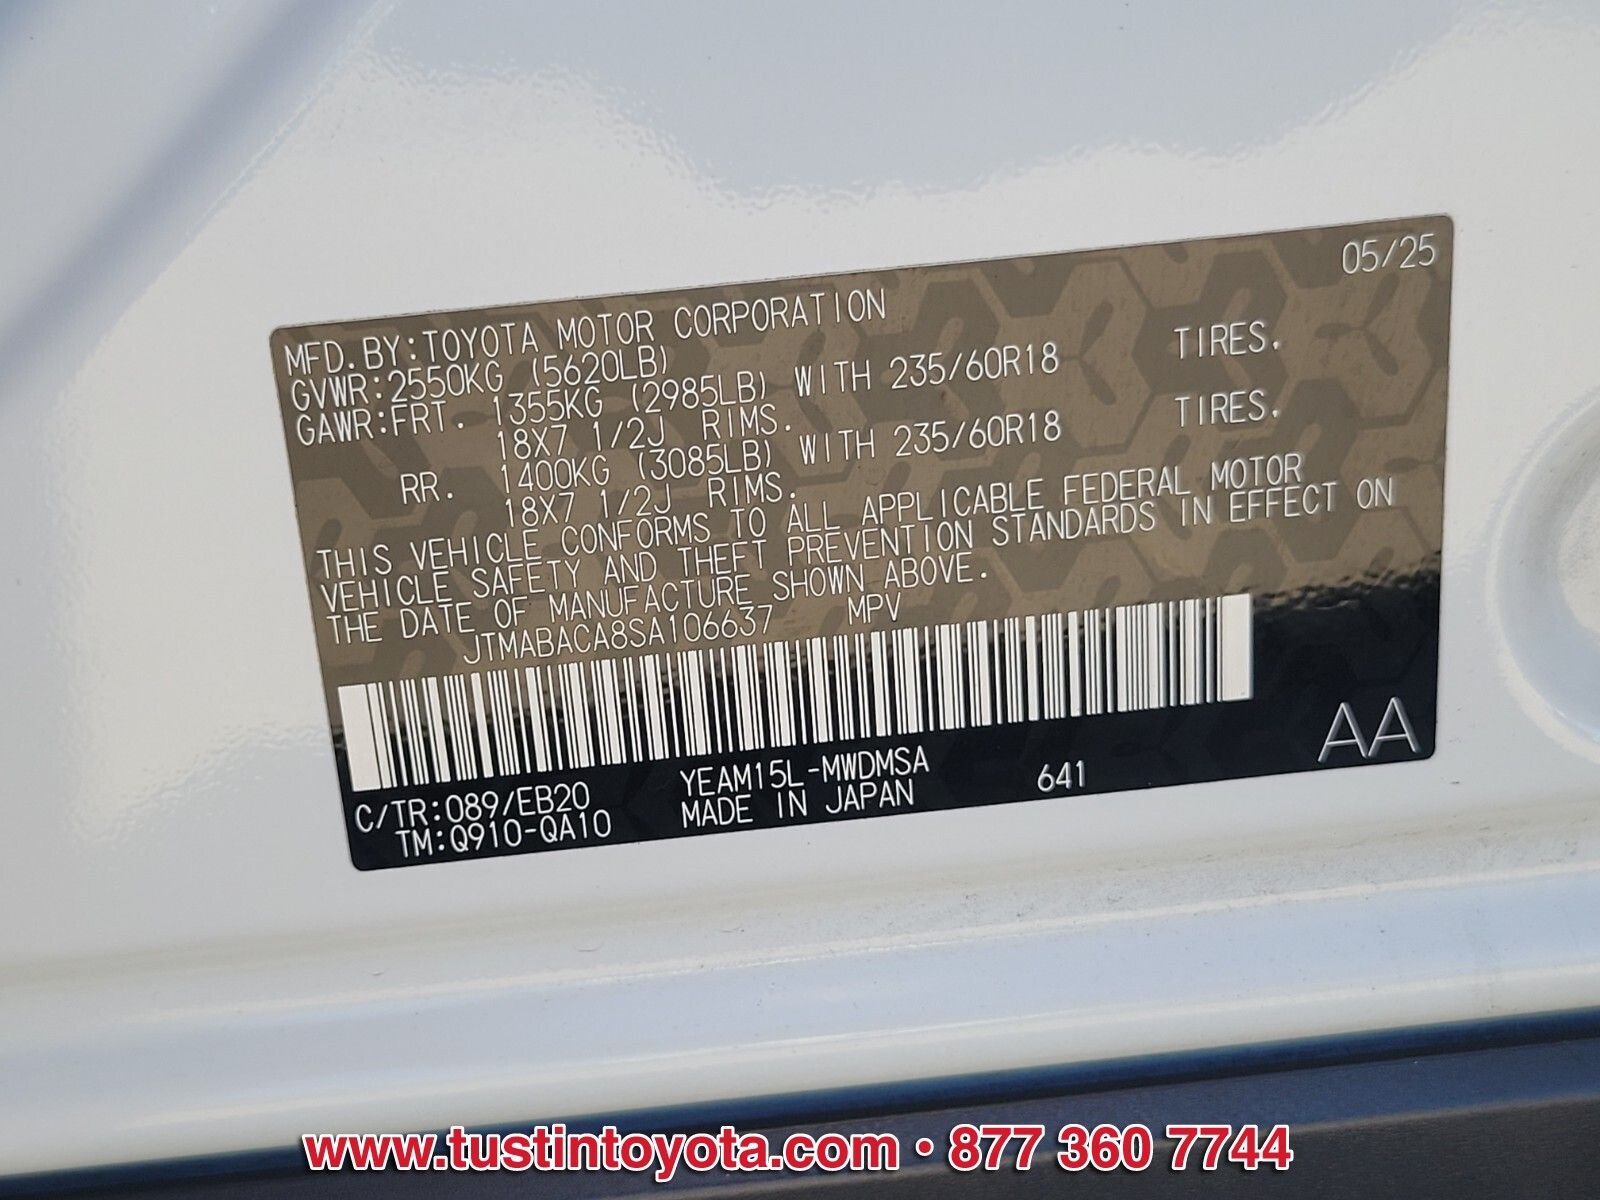 05/25
MFD.BY:TOYOTA MOTOR CORPORATION
GVWR:2550KG (5620LB)
GAWR:FRT. 1355KG (2985LB) WITH 235/60R18 TIRES.
18X7 1/2J RIMS.
RR. 1400KG (3085LB) WITH 235/60R18 TIRES.
18X7 1/2J RIMS.
THIS VEHICLE CONFORMS TO ALL APPLICABLE FEDERAL MOTOR
VEHICLE SAFETY AND THEFT PREVENTION STANDARDS IN EFFECT ON
THE DATE OF MANUFACTURE SHOWN ABOVE.
JTMABACA8SA106637 MPV
C/TR:089/EB20 YEAM15L-MWDMSA 641 AA
TM:Q910-QA10 MADE IN JAPAN
www.tustintoyota.com • 877 360 7744